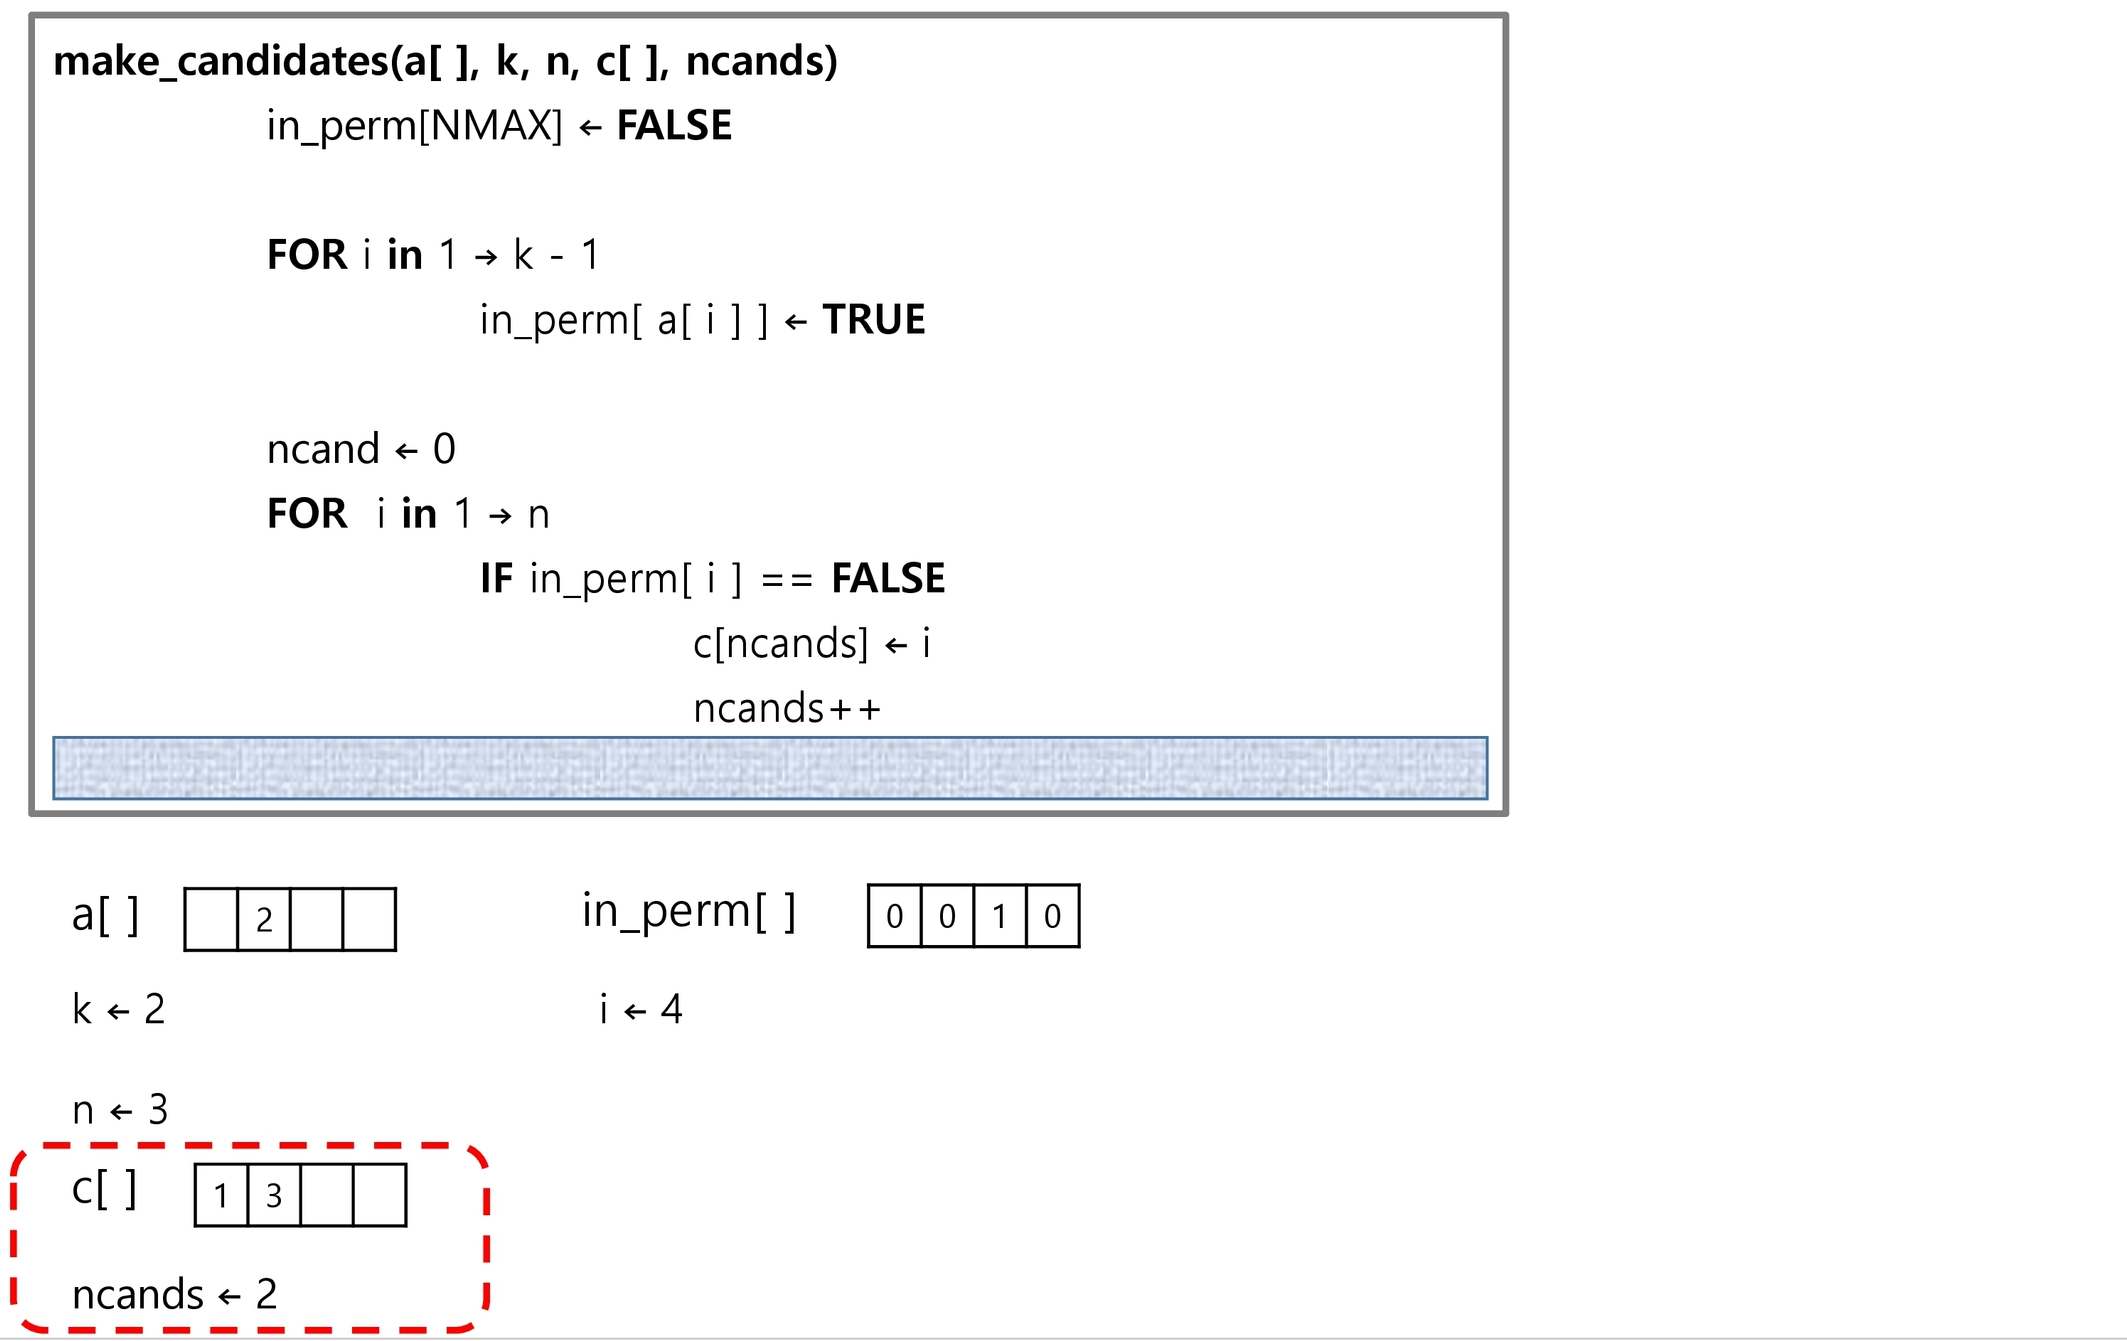 make_candidates(a[ ], k, n, c[ ], ncands)
in_perm[NMAX] ← FALSE
FOR i in 1 → k - 1
in_perm[ a[ i ] ] ← TRUE
ncand ← 0
FOR i in 1 → n
IF in_perm[ i ] == FALSE
c[ncands] ← i
ncands++
a[ ] 2 in_perm[ ] 0 0 1 0
k ← 2 i ← 4
n ← 3
c[ ] 1 3
ncands ← 2